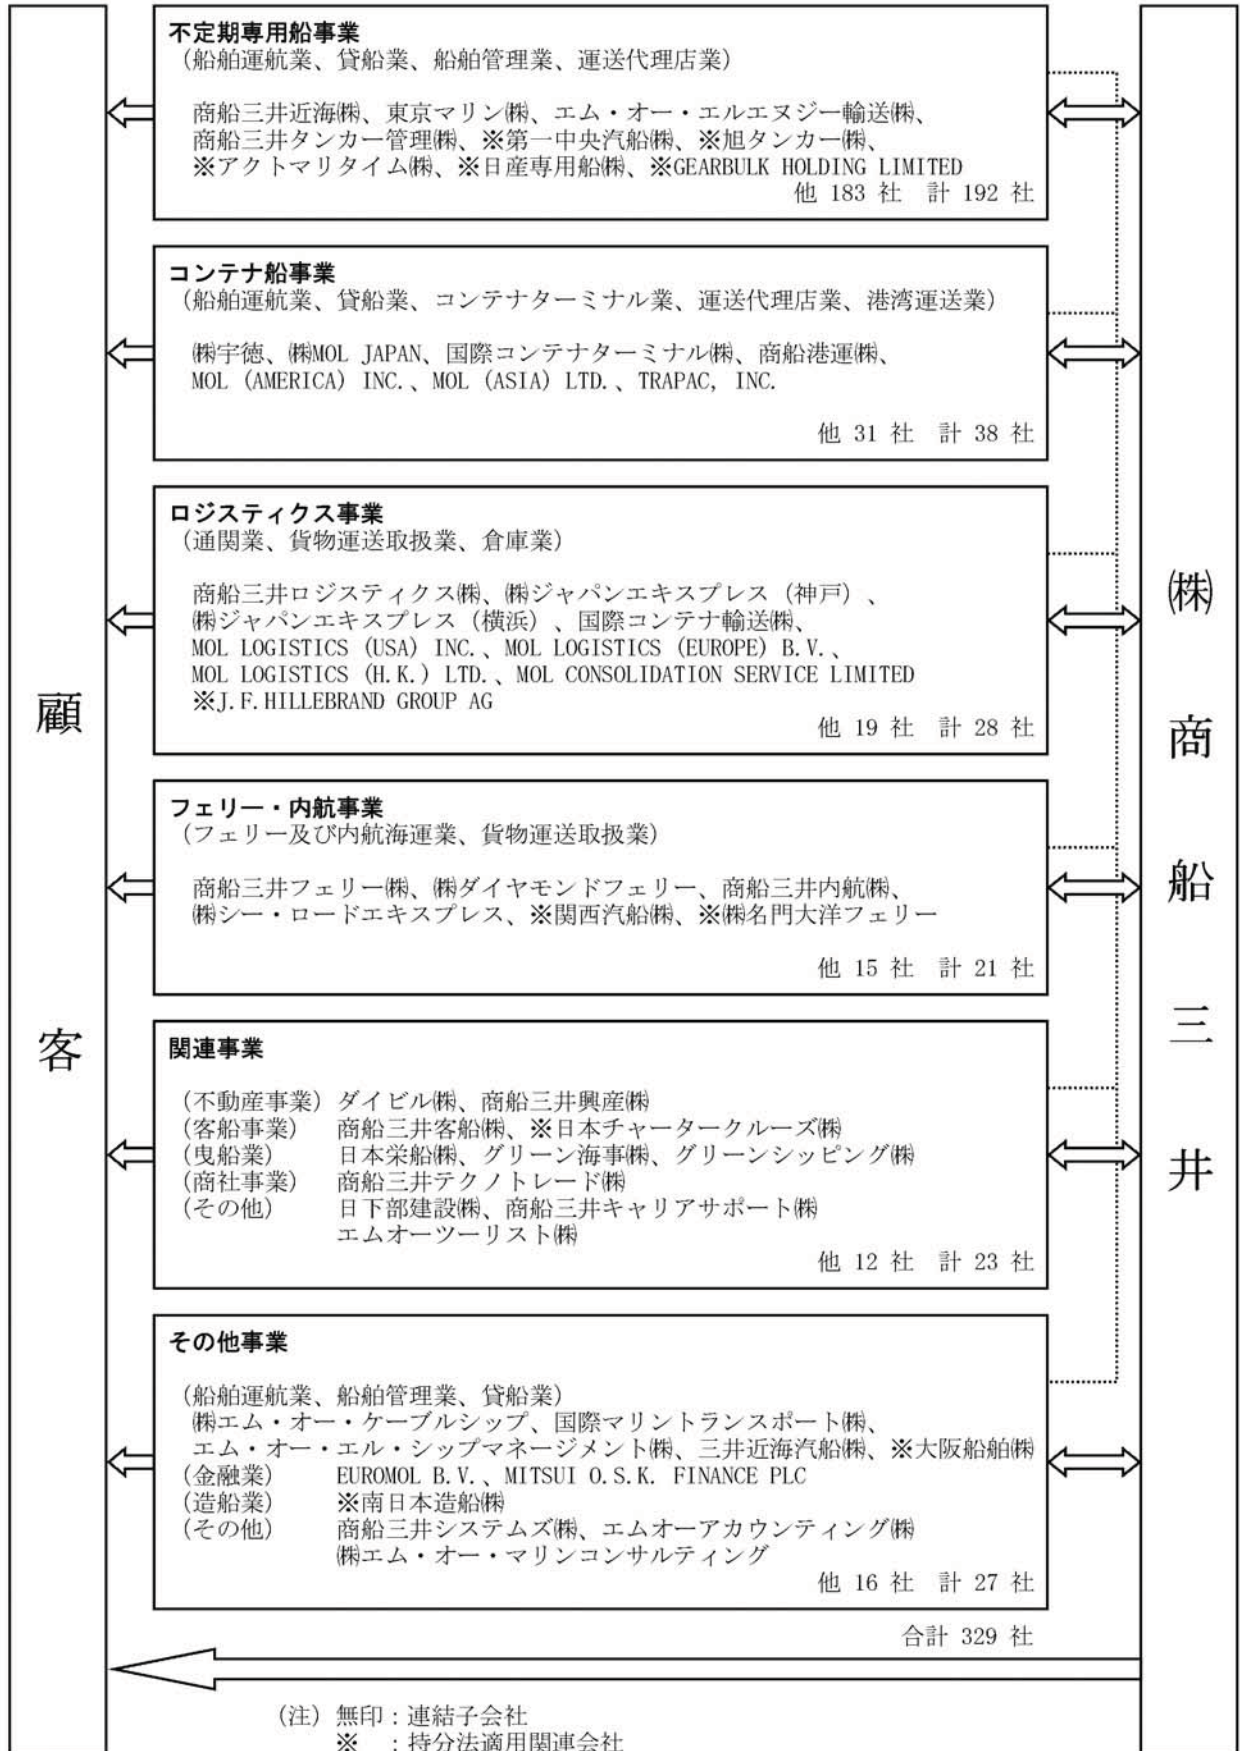 不定期専用船事業
（船舶運航業、貸船業、船舶管理業、運送代理店業）
商船三井近海㈱、東京マリン㈱、エム・オー・エルエヌジー輸送㈱、
商船三井タンカー管理㈱、※第一中央汽船㈱、※旭タンカー㈱、
※アクトマリタイム㈱、※日産専用船㈱、※GEARBULK HOLDING LIMITED
他 183 社　計 192 社
コンテナ船事業
（船舶運航業、貸船業、コンテナターミナル業、運送代理店業、港湾運送業）
㈱宇徳、㈱MOL JAPAN、国際コンテナターミナル㈱、商船港運㈱、
MOL (AMERICA) INC.、MOL (ASIA) LTD.、TRAPAC, INC.
他 31 社　計 38 社
ロジスティクス事業
（通関業、貨物運送取扱業、倉庫業）
商船三井ロジスティクス㈱、㈱ジャパンエキスプレス（神戸）、
㈱ジャパンエキスプレス（横浜）、国際コンテナ輸送㈱、
MOL LOGISTICS (USA) INC.、MOL LOGISTICS (EUROPE) B.V.、
MOL LOGISTICS (H.K.) LTD.、MOL CONSOLIDATION SERVICE LIMITED
※J.F.HILLEBRAND GROUP AG
他 19 社　計 28 社
フェリー・内航事業
（フェリー及び内航海運業、貨物運送取扱業）
商船三井フェリー㈱、㈱ダイヤモンドフェリー、商船三井内航㈱、
㈱シー・ロードエキスプレス、※関西汽船㈱、※㈱名門大洋フェリー
他 15 社　計 21 社
関連事業
（不動産事業）ダイビル㈱、商船三井興産㈱
（客船事業）　商船三井客船㈱、※日本チャータークルーズ㈱
（曳船業）　日本栄船㈱、グリーン海事㈱、グリーンシッピング㈱
（商社事業）　商船三井テクノトレード㈱
（その他）　日下部建設㈱、商船三井キャリアサポート㈱
エムオーツーリスト㈱
他 12 社　計 23 社
その他事業
（船舶運航業、船舶管理業、貸船業）
㈱エム・オー・ケーブルシップ、国際マリントランスポート㈱、
エム・オー・エル・シップマネージメント㈱、三井近海汽船㈱、※大阪船舶㈱
（金融業）　EUROMOL B.V.、MITSUI O.S.K. FINANCE PLC
（造船業）　※南日本造船㈱
（その他）　商船三井システムズ㈱、エムオーアカウンティング㈱
㈱エム・オー・マリンコンサルティング
他 16 社　計 27 社
合計 329 社
顧客
㈱商船三井
（注）無印：連結子会社
※　：持分法適用関連会社